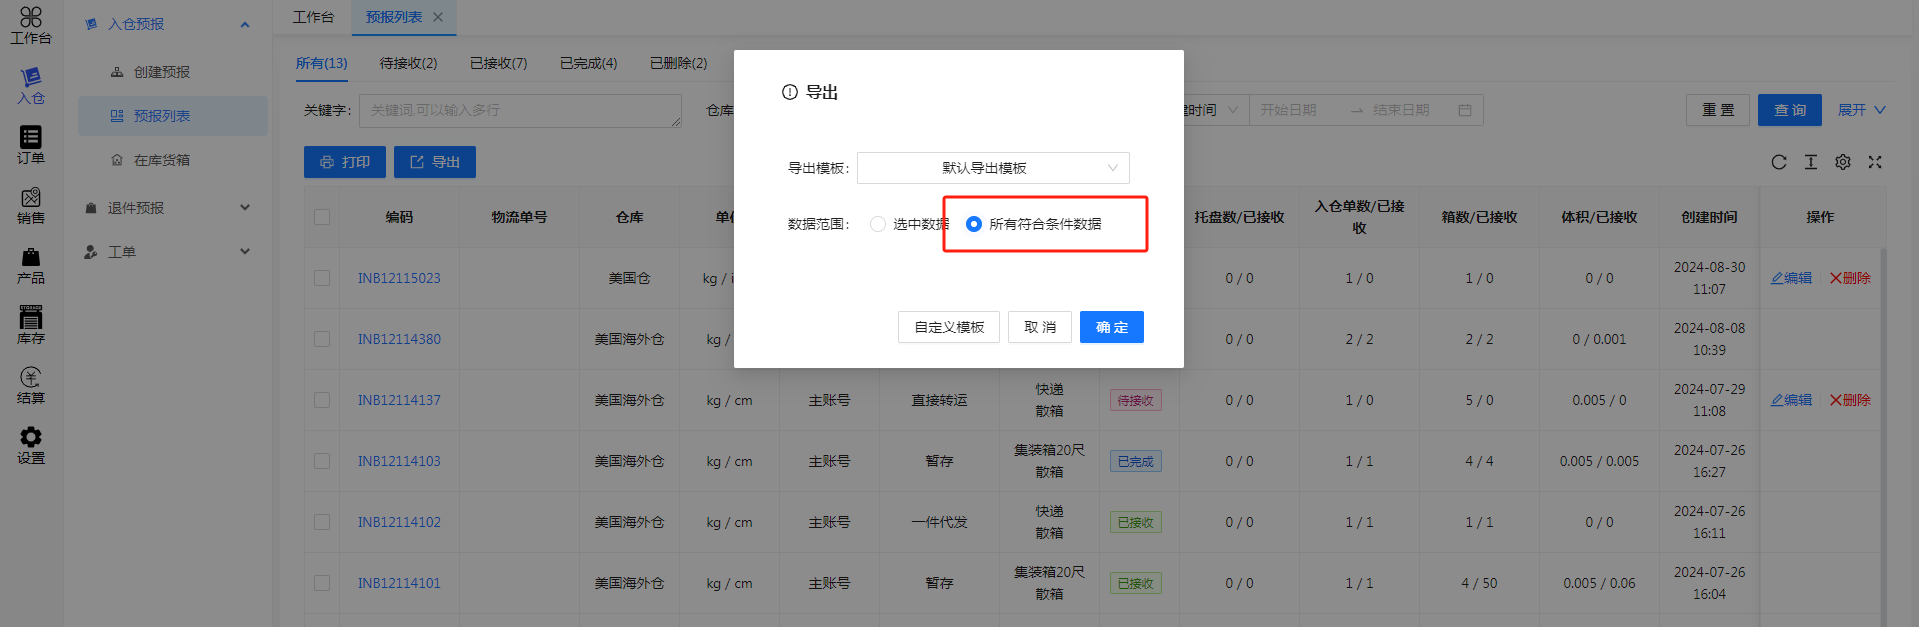 工作台
入仓
订单
销售
产品
库存
结算
设置
入仓预报
创建预报
预报列表
在库货箱
退件预报
工单
工作台 预报列表
所有(13) 待接收(2) 已接收(7) 已完成(4) 已删除(2)
关键字: 关键词,可以输入多行 仓库 建时间 开始日期 结束日期 重 置 查 询 展开
打印 导出
导出
导出模板: 默认导出模板
数据范围: 选中数据 所有符合条件数据
自定义模板 取 消 确 定
编码 物流单号 仓库 单位 托盘数/已接收 入仓单数/已接
收 箱数/已接收 体积/已接收 创建时间 操作
INB12115023 美国仓 kg / i 0 / 0 1 / 0 1 / 0 0 / 0 2024-08-30
11:07 编辑 删除
INB12114380 美国海外仓 kg / 0 / 0 2 / 2 2 / 2 0 / 0.001 2024-08-08
10:39
INB12114137 美国海外仓 kg / cm 主账号 直接转运 快递
散箱 待接收 0 / 0 1 / 0 5 / 0 0.005 / 0 2024-07-29
11:08 编辑 删除
INB12114103 美国海外仓 kg / cm 主账号 暂存 集装箱20尺
散箱 已完成 0 / 0 1 / 1 4 / 4 0.005 / 0.005 2024-07-26
16:27
INB12114102 美国海外仓 kg / cm 主账号 一件代发 快递
散箱 已接收 0 / 0 1 / 1 1 / 1 0 / 0 2024-07-26
16:11
INB12114101 美国海外仓 kg / cm 主账号 暂存 集装箱20尺
散箱 已接收 0 / 0 1 / 1 4 / 50 0.005 / 0.06 2024-07-26
16:04